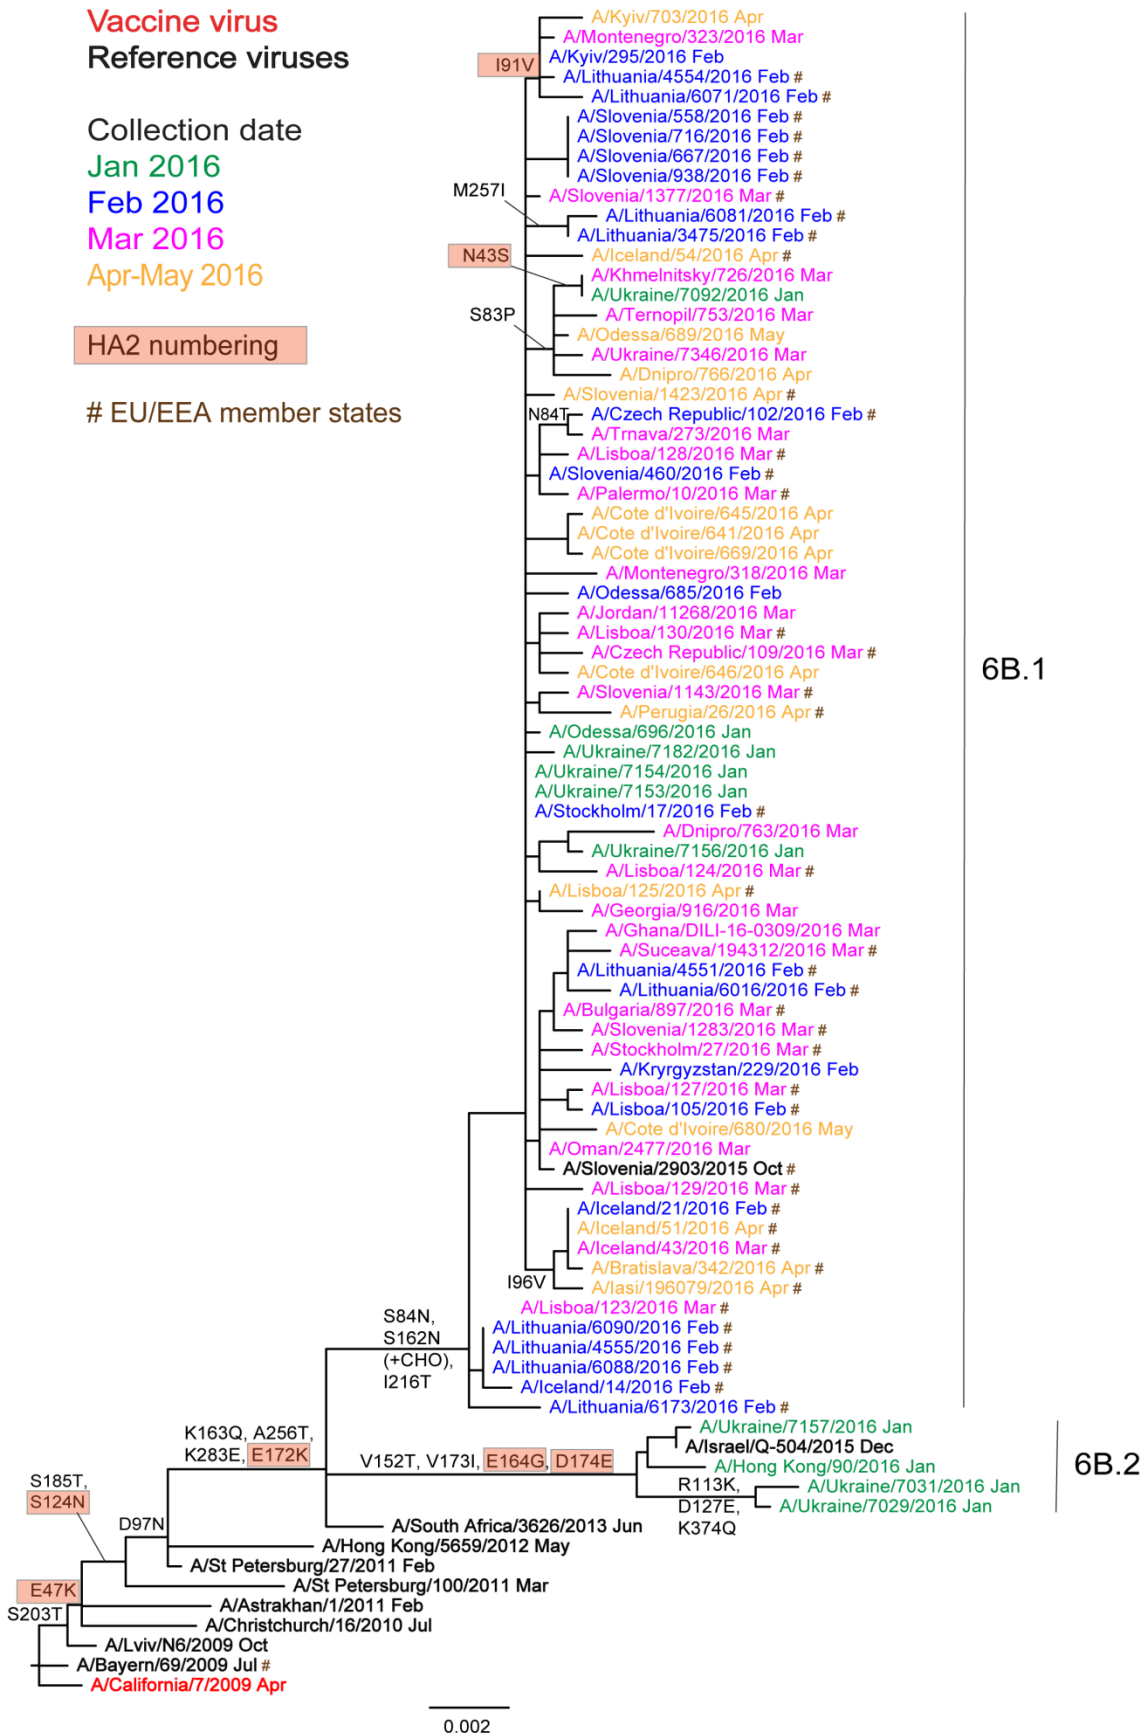 Vaccine virus
Reference viruses
Collection date
Jan 2016
Feb 2016
Mar 2016
Apr-May 2016
HA2 numbering
# EU/EEA member states
A/Kyiv/703/2016 Apr
A/Montenegro/323/2016 Mar
A/Kyiv/295/2016 Feb
I91V
A/Lithuania/4554/2016 Feb #
A/Lithuania/6071/2016 Feb #
A/Slovenia/558/2016 Feb #
A/Slovenia/716/2016 Feb #
A/Slovenia/667/2016 Feb #
A/Slovenia/938/2016 Feb #
M257I
A/Slovenia/1377/2016 Mar #
A/Lithuania/6081/2016 Feb #
A/Lithuania/3475/2016 Feb #
N43S
A/Iceland/54/2016 Apr #
A/Khmelnitsky/726/2016 Mar
A/Ukraine/7092/2016 Jan
S83P
A/Ternopil/753/2016 Mar
A/Odessa/689/2016 May
A/Ukraine/7346/2016 Mar
A/Dnipro/766/2016 Apr
A/Slovenia/1423/2016 Apr #
N84T
A/Czech Republic/102/2016 Feb #
A/Trnava/273/2016 Mar
A/Lisboa/128/2016 Mar #
A/Slovenia/460/2016 Feb #
A/Palermo/10/2016 Mar #
A/Cote d'Ivoire/645/2016 Apr
A/Cote d'Ivoire/641/2016 Apr
A/Cote d'Ivoire/669/2016 Apr
A/Montenegro/318/2016 Mar
A/Odessa/685/2016 Feb
A/Jordan/11268/2016 Mar
A/Lisboa/130/2016 Mar #
A/Czech Republic/109/2016 Mar #
A/Cote d'Ivoire/646/2016 Apr
6B.1
A/Slovenia/1143/2016 Mar #
A/Perugia/26/2016 Apr #
A/Odessa/696/2016 Jan
A/Ukraine/7182/2016 Jan
A/Ukraine/7154/2016 Jan
A/Ukraine/7153/2016 Jan
A/Stockholm/17/2016 Feb #
A/Dnipro/763/2016 Mar
A/Ukraine/7156/2016 Jan
A/Lisboa/124/2016 Mar #
A/Lisboa/125/2016 Apr #
A/Georgia/916/2016 Mar
A/Ghana/DILI-16-0309/2016 Mar
A/Suceava/194312/2016 Mar #
A/Lithuania/4551/2016 Feb #
A/Lithuania/6016/2016 Feb #
A/Bulgaria/897/2016 Mar #
A/Slovenia/1283/2016 Mar #
A/Stockholm/27/2016 Mar #
A/Kryrgyzstan/229/2016 Feb
A/Lisboa/127/2016 Mar #
A/Lisboa/105/2016 Feb #
A/Cote d'Ivoire/680/2016 May
A/Oman/2477/2016 Mar
A/Slovenia/2903/2015 Oct #
A/Lisboa/129/2016 Mar #
A/Iceland/21/2016 Feb #
A/Iceland/51/2016 Apr #
A/Iceland/43/2016 Mar #
A/Bratislava/342/2016 Apr #
I96V
A/Iasi/196079/2016 Apr #
A/Lisboa/123/2016 Mar #
S84N,
S162N
(+CHO),
I216T
A/Lithuania/6090/2016 Feb #
A/Lithuania/4555/2016 Feb #
A/Lithuania/6088/2016 Feb #
A/Iceland/14/2016 Feb #
A/Lithuania/6173/2016 Feb #
K163Q, A256T,
K283E, E172K
V152T, V173I, E164G, D174E
A/Ukraine/7157/2016 Jan
A/Israel/Q-504/2015 Dec
A/Hong Kong/90/2016 Jan
6B.2
R113K,
D127E,
K374Q
A/Ukraine/7031/2016 Jan
A/Ukraine/7029/2016 Jan
S185T,
S124N
D97N
A/South Africa/3626/2013 Jun
A/Hong Kong/5659/2012 May
A/St Petersburg/27/2011 Feb
A/St Petersburg/100/2011 Mar
E47K
A/Astrakhan/1/2011 Feb
S203T
A/Christchurch/16/2010 Jul
A/Lviv/N6/2009 Oct
A/Bayern/69/2009 Jul #
A/California/7/2009 Apr
0.002